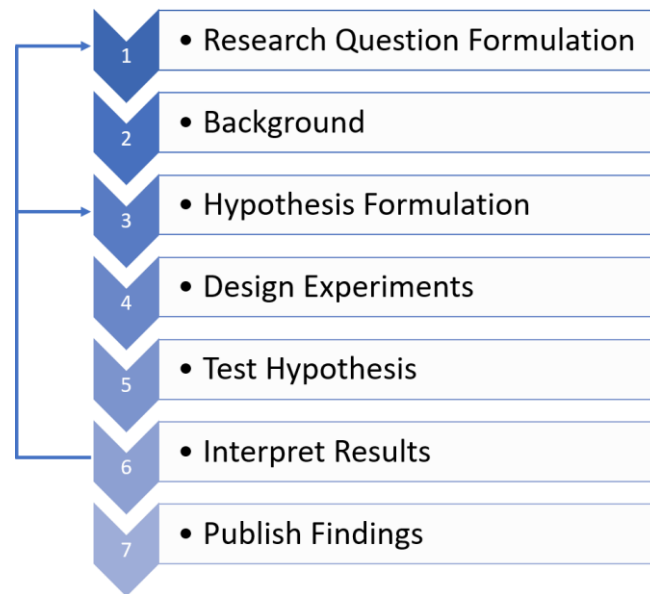 1 • Research Question Formulation
2 • Background
3 • Hypothesis Formulation
4 • Design Experiments
5 • Test Hypothesis
6 • Interpret Results
7 • Publish Findings